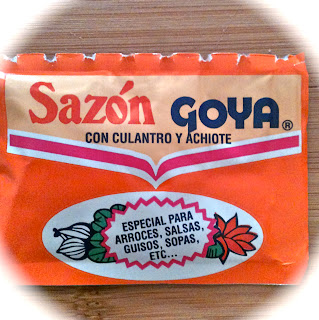 Sazón GOYA®
CON CULANTRO Y ACHIOTE
ESPECIAL PARA
ARROCES, SALSAS,
GUISOS, SOPAS,
ETC...